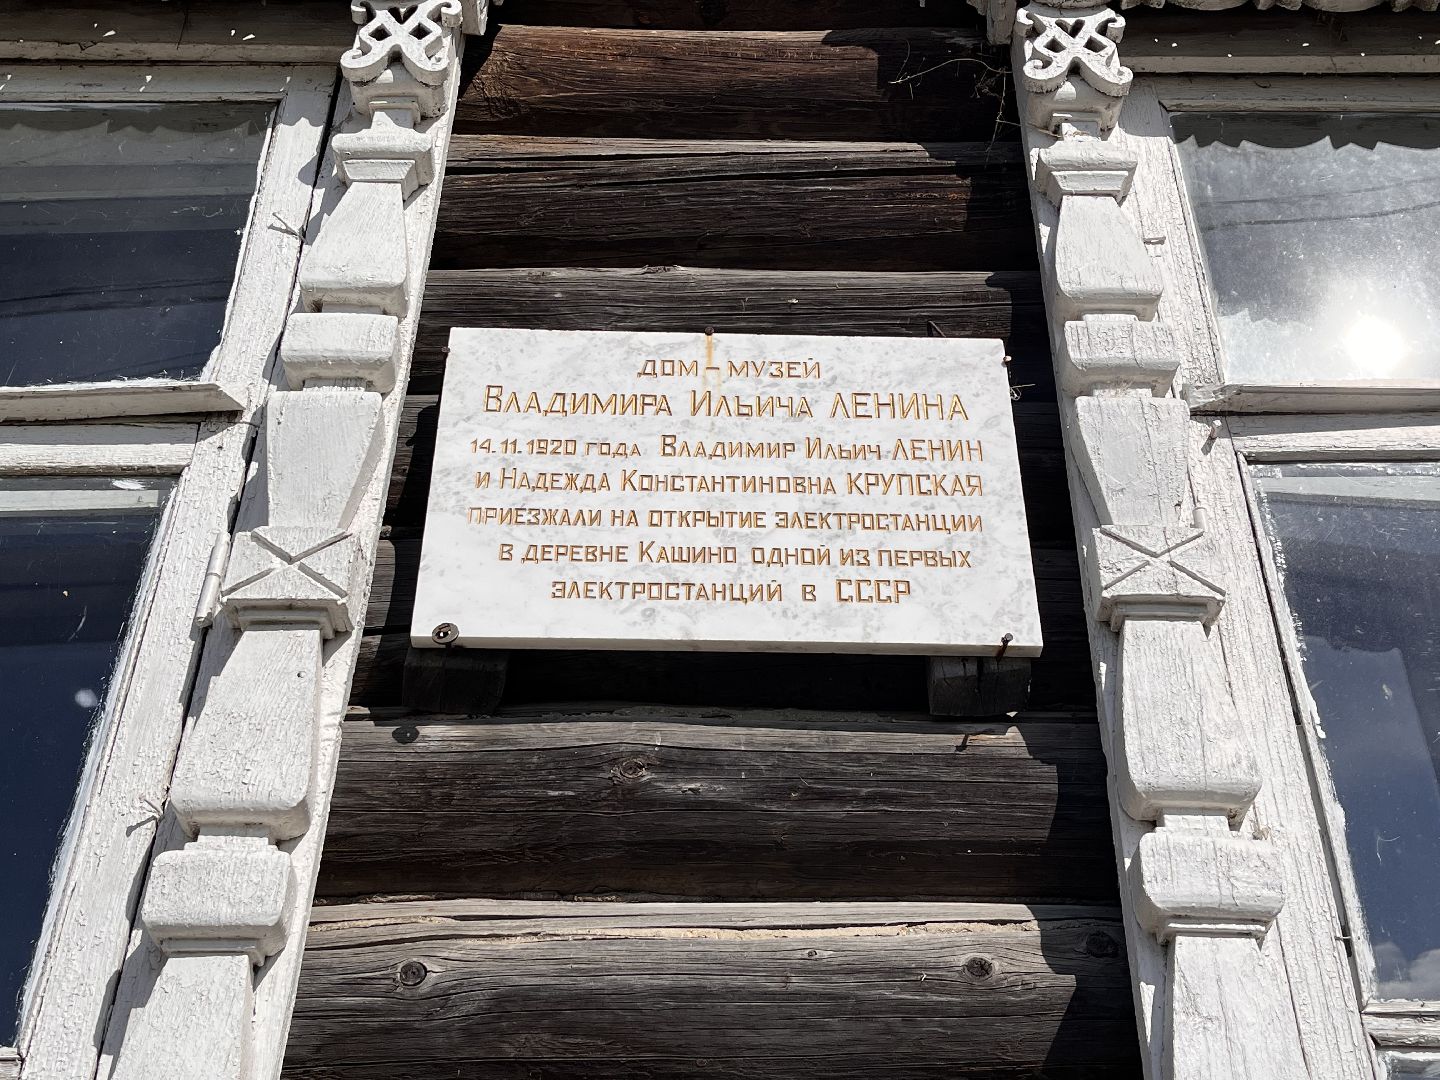 ДОМ-МУЗЕЙ
ВЛАДИМИРА ИЛЬИЧА ЛЕНИНА
14.11.1920 ГОДА ВЛАДИМИР ИЛЬИЧ ЛЕНИН
И НАДЕЖДА КОНСТАНТИНОВНА КРУПСКАЯ
ПРИЕЗЖАЛИ НА ОТКРЫТИЕ ЭЛЕКТРОСТАНЦИИ
В ДЕРЕВНЕ КАШИНО ОДНОЙ ИЗ ПЕРВЫХ
ЭЛЕКТРОСТАНЦИЙ В СССР